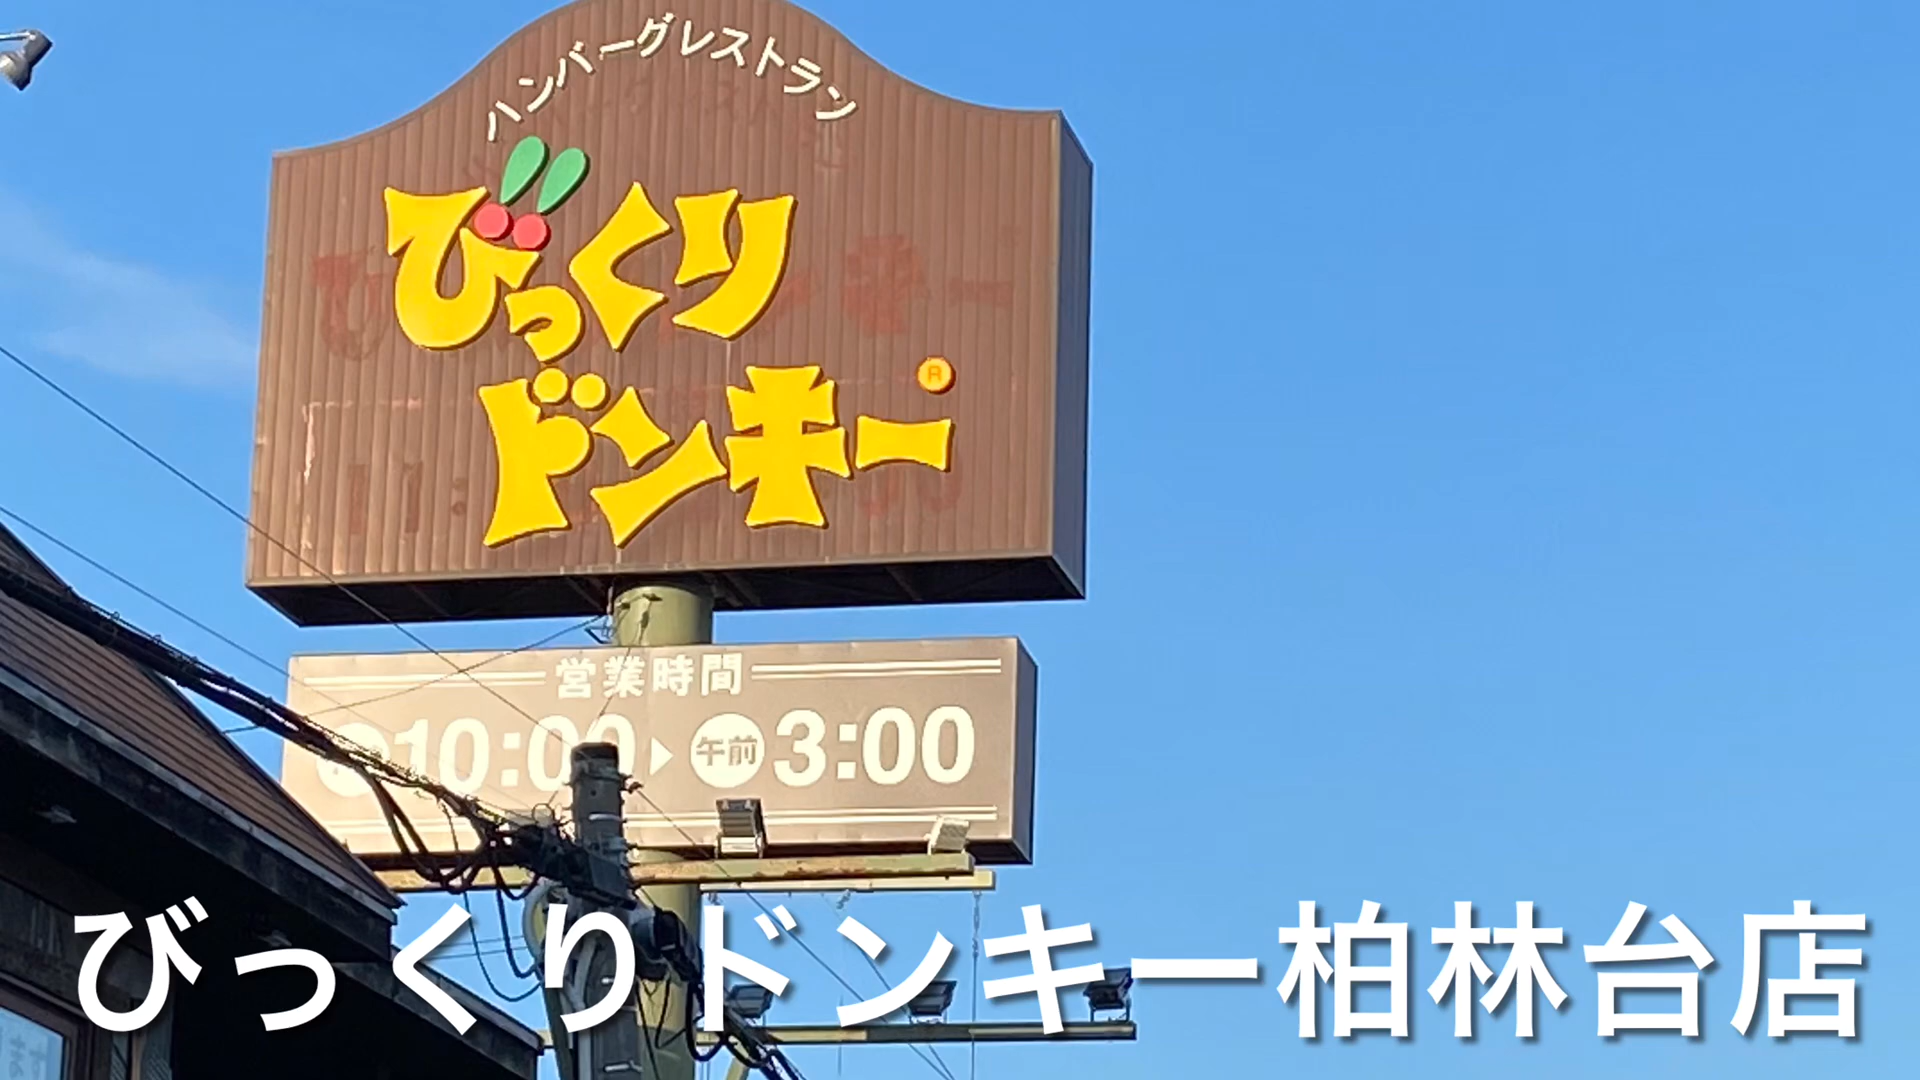 ハンバーグレストラン
びっくり
ドンキー
®
営業時間
10:00▶午前3:00
びっくりドンキー柏林台店